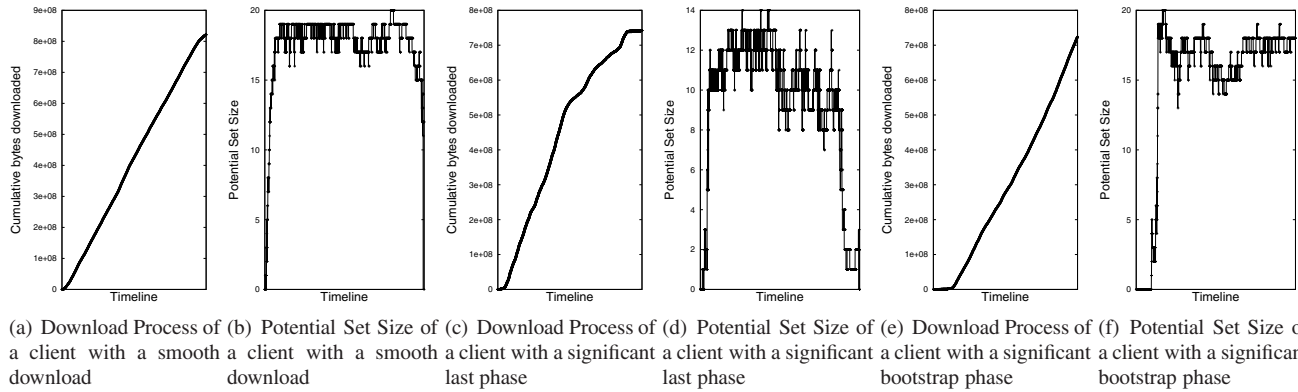 9e+08
8e+08
7e+08
6e+08
5e+08
4e+08
3e+08
2e+08
1e+08
0
Cumulative bytes downloaded
Timeline
20
15
10
5
0
Potential Set Size
Timeline
8e+08
7e+08
6e+08
5e+08
4e+08
3e+08
2e+08
1e+08
0
Cumulative bytes downloaded
Timeline
14
12
10
8
6
4
2
0
Potential Set Size
Timeline
8e+08
7e+08
6e+08
5e+08
4e+08
3e+08
2e+08
1e+08
0
Cumulative bytes downloaded
Timeline
20
15
10
5
0
Potential Set Size
Timeline
(a) Download Process of
a client with a smooth
download
(b) Potential Set Size of
a client with a smooth
download
(c) Download Process of
a client with a significant
last phase
(d) Potential Set Size of
a client with a significant
last phase
(e) Download Process of
a client with a significant
bootstrap phase
(f) Potential Set Size o
a client with a significan
bootstrap phase